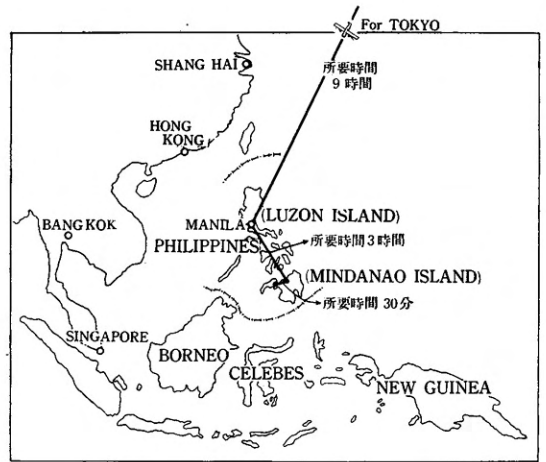 For TOKYO
SHANG HAI
所要時間
9時間
HONG
KONG
MANILA
(LUZON ISLAND)
BANGKOK
PHILIPPINES
所要時間3時間
(MINDANAO ISLAND)
所要時間 30分
SINGAPORE
BORNEO
CELEBES
NEW GUINEA